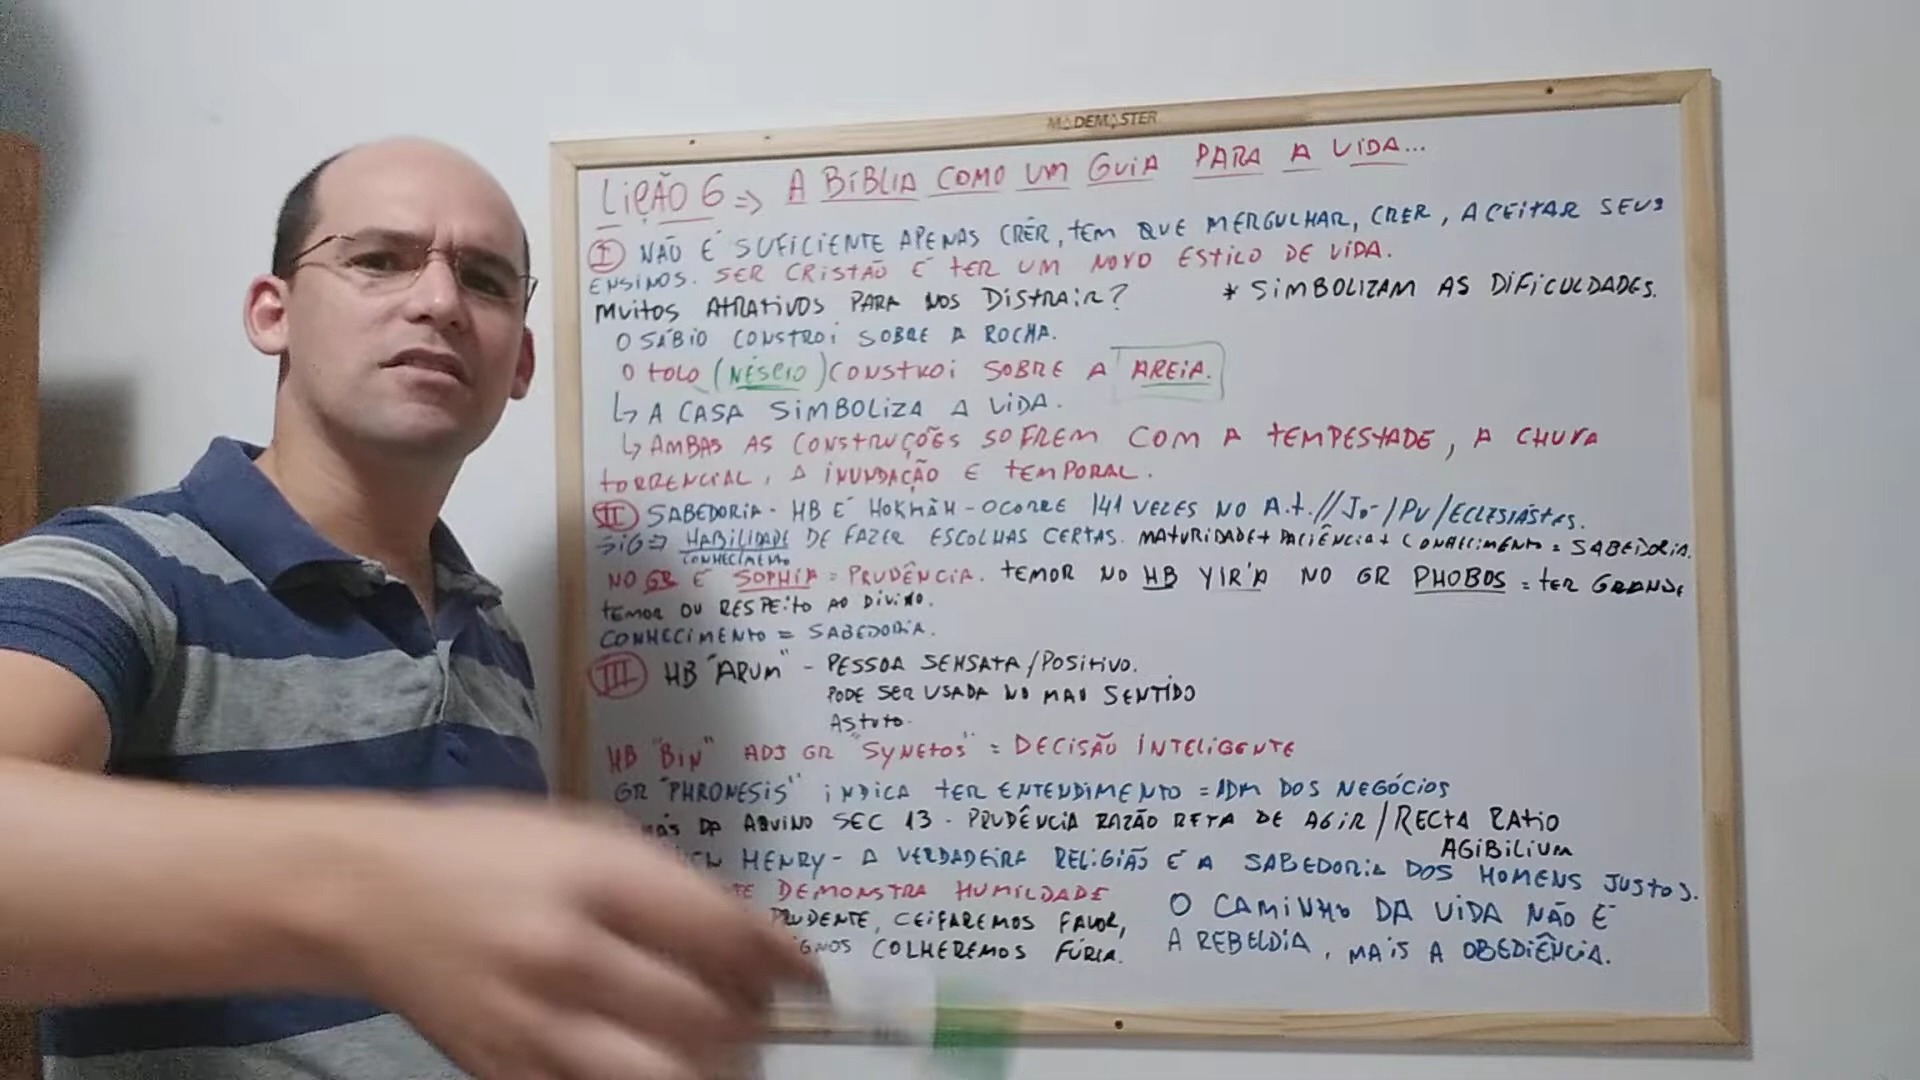 MADEMASTER
LIÇÃO 6 => A BÍBLIA COMO UM GUIA PARA A VIDA...
I NÃO É SUFICIENTE APENAS CRÊR, TEM QUE MERGULHAR, CRER, ACEITAR SEUS
ENSINOS. SER CRISTÃO É TER UM NOVO ESTILO DE VIDA.
MUITOS ATRATIVOS PARA NOS DISTRAIR? * SIMBOLIZAM AS DIFICULDADES.
O SÁBIO CONSTROI SOBRE A ROCHA.
O TOLO (NÉSCIO) CONSTROI SOBRE A AREIA.
↳ A CASA SIMBOLIZA A VIDA.
↳ AMBAS AS CONSTRUÇÕES SOFREM COM A TEMPESTADE, A CHUVA
TORRENCIAL, A INUNDAÇÃO E TEMPORAL.
II SABEDORIA - HB É HOKHÃH - OCORRE 141 VEZES NO A.T. // JÓ - / PV / ECLESIÁSTES.
SIG => HABILIDADE DE FAZER ESCOLHAS CERTAS. MATURIDADE + PACIÊNCIA + CONHECIMENTO = SABEDORIA.
CONHECIMENTO
NO GR É SOPHIA = PRUDÊNCIA. TEMOR NO HB YIR'A NO GR PHOBOS = TER GRANDE
TEMOR OU RESPEITO AO DIVINO.
CONHECIMENTO = SABEDORIA.
III HB "ARUM" - PESSOA SENSATA / POSITIVO.
PODE SER USADA NO MAU SENTIDO
ASTUTO.
HB "BIN" ADJ GR "SYNETOS" = DECISÃO INTELIGENTE
GR "PHRONESIS" INDICA TER ENTENDIMENTO = ADM DOS NEGÓCIOS
DE AQUINO SEC 13 - PRUDÊNCIA RAZÃO RETA DE AGIR / RECTA RATIO
AGIBILIUM
HENRY - A VERDADEIRA RELIGIÃO É A SABEDORIA DOS HOMENS JUSTOS.
DEMONSTRA HUMILDADE
PRUDENTE, CEIFAREMOS FAVOR,
COLHEREMOS FÚRIA.
O CAMINHO DA VIDA NÃO É
A REBELDIA, MAIS A OBEDIÊNCIA.